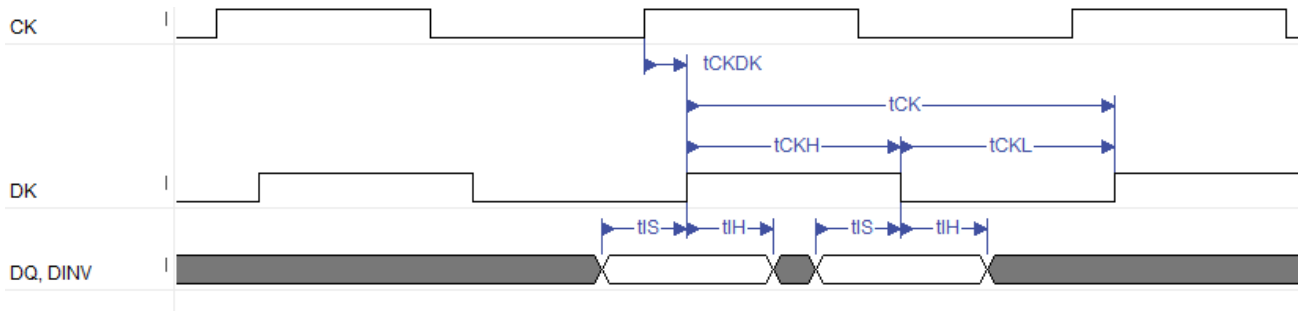 CK
tCKDK
tCK
tCKH tCKL
DK
tIS tIH tIS tIH
DQ, DINV